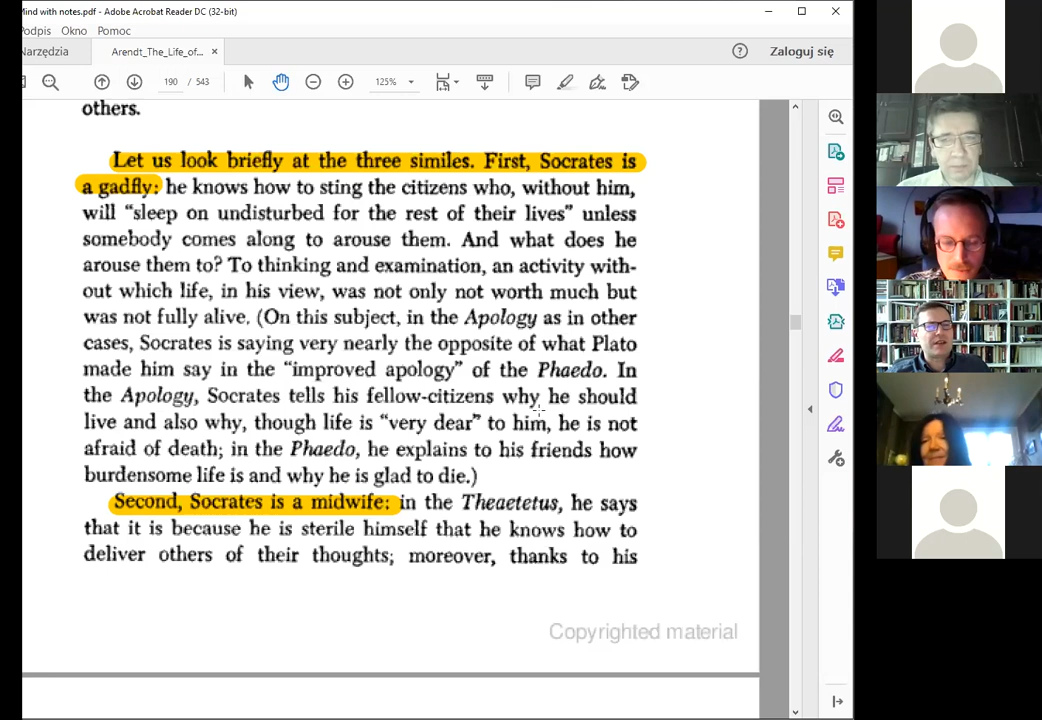 Mind with notes.pdf - Adobe Acrobat Reader DC (32-bit)
Podpis Okno Pomoc
Narzędzia Arendt_The_Life_of... Zaloguj się
190 / 543 125%
others.
Let us look briefly at the three similes. First, Socrates is
a gadfly: he knows how to sting the citizens who, without him,
will “sleep on undisturbed for the rest of their lives” unless
somebody comes along to arouse them. And what does he
arouse them to? To thinking and examination, an activity with-
out which life, in his view, was not only not worth much but
was not fully alive. (On this subject, in the Apology as in other
cases, Socrates is saying very nearly the opposite of what Plato
made him say in the “improved apology” of the Phaedo. In
the Apology, Socrates tells his fellow-citizens why he should
live and also why, though life is “very dear” to him, he is not
afraid of death; in the Phaedo, he explains to his friends how
burdensome life is and why he is glad to die.)
Second, Socrates is a midwife: in the Theaetetus, he says
that it is because he is sterile himself that he knows how to
deliver others of their thoughts; moreover, thanks to his
Copyrighted material